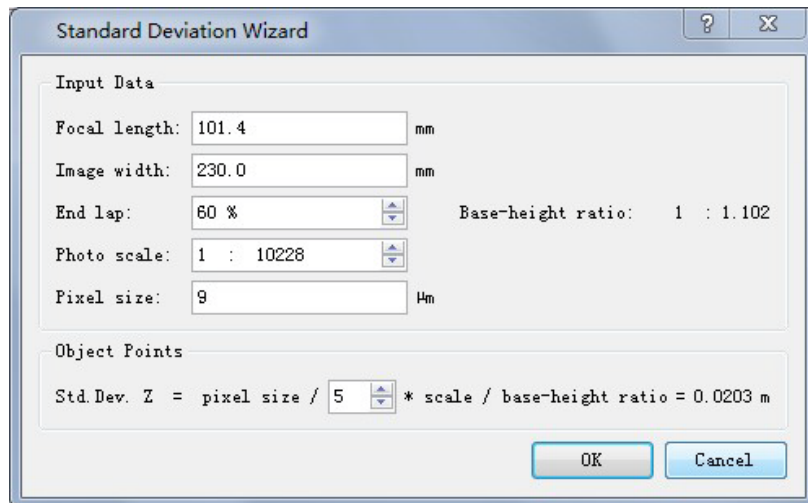 Standard Deviation Wizard
Input Data
Focal length: 101.4 mm
Image width: 230.0 mm
End lap: 60 % Base-height ratio: 1 : 1.102
Photo scale: 1 : 10228
Pixel size: 9 µm
Object Points
Std.Dev. Z = pixel size / 5 * scale / base-height ratio = 0.0203 m
OK Cancel